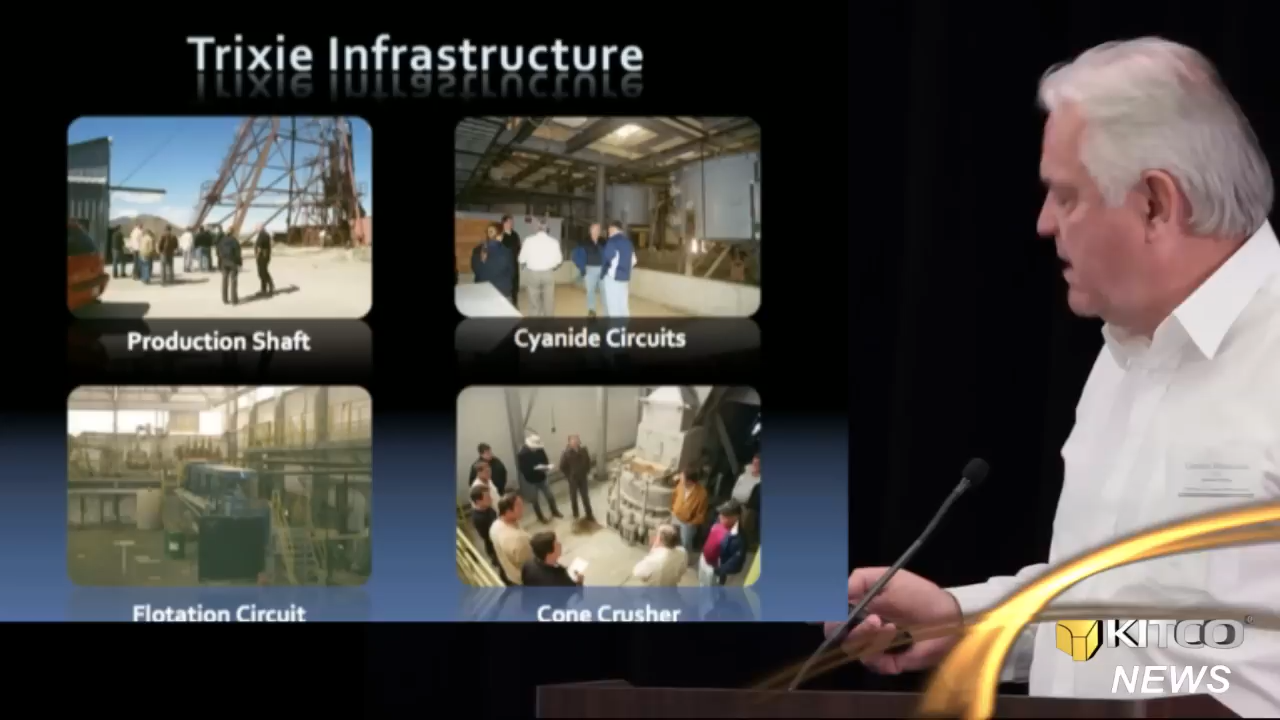 Trixie Infrastructure
Production Shaft
Cyanide Circuits
Flotation Circuit
Cone Crusher
KITCO®
NEWS